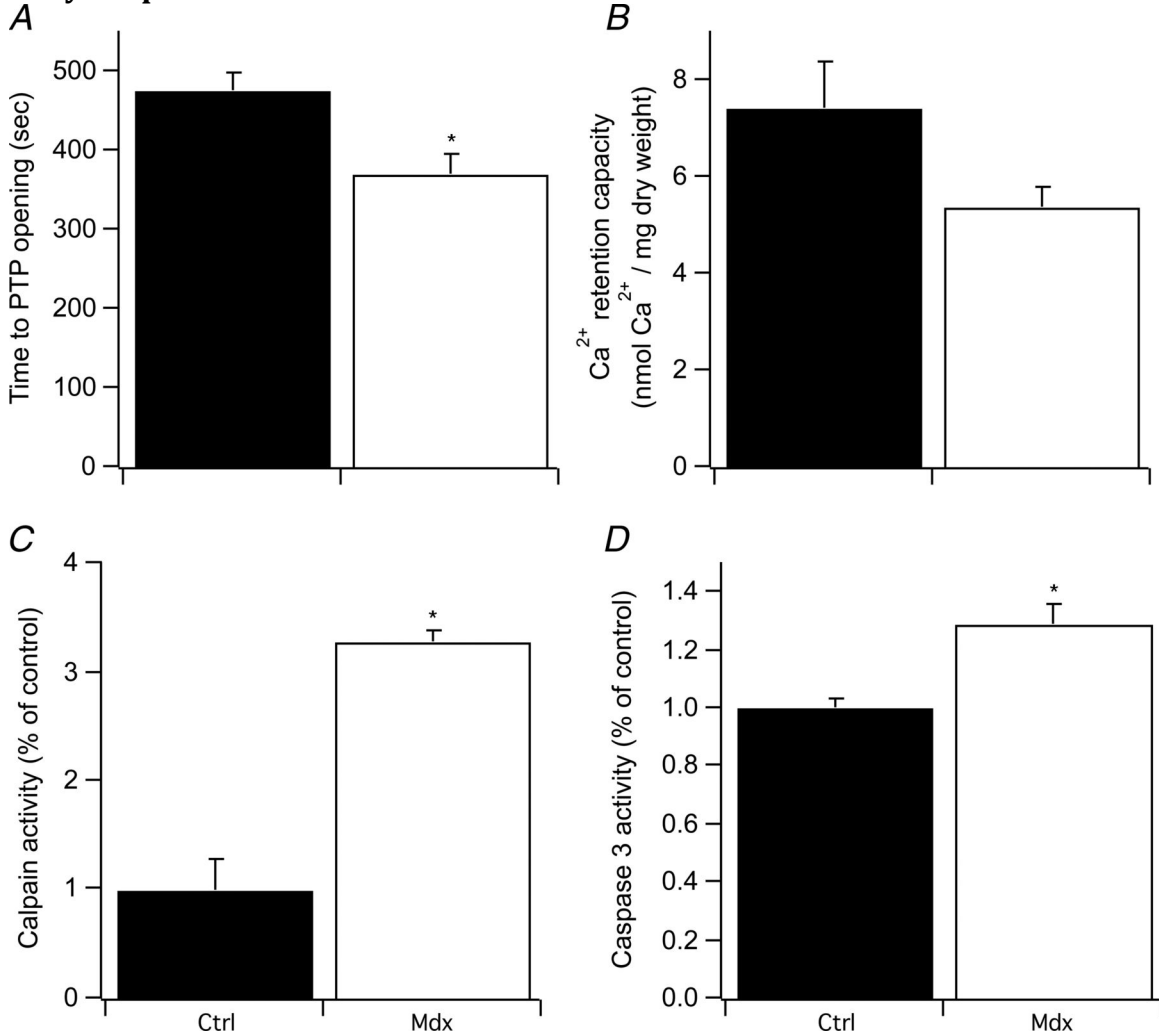 A
Time to PTP opening (sec)
500
400
300
200
100
0
*
B
Ca2+ retention capacity
(nmol Ca2+ / mg dry weight)
8
6
4
2
0
C
Calpain activity (% of control)
4
3
2
1
0
*
Ctrl
Mdx
D
Caspase 3 activity (% of control)
1.4
1.2
1.0
0.8
0.6
0.4
0.2
0.0
*
Ctrl
Mdx